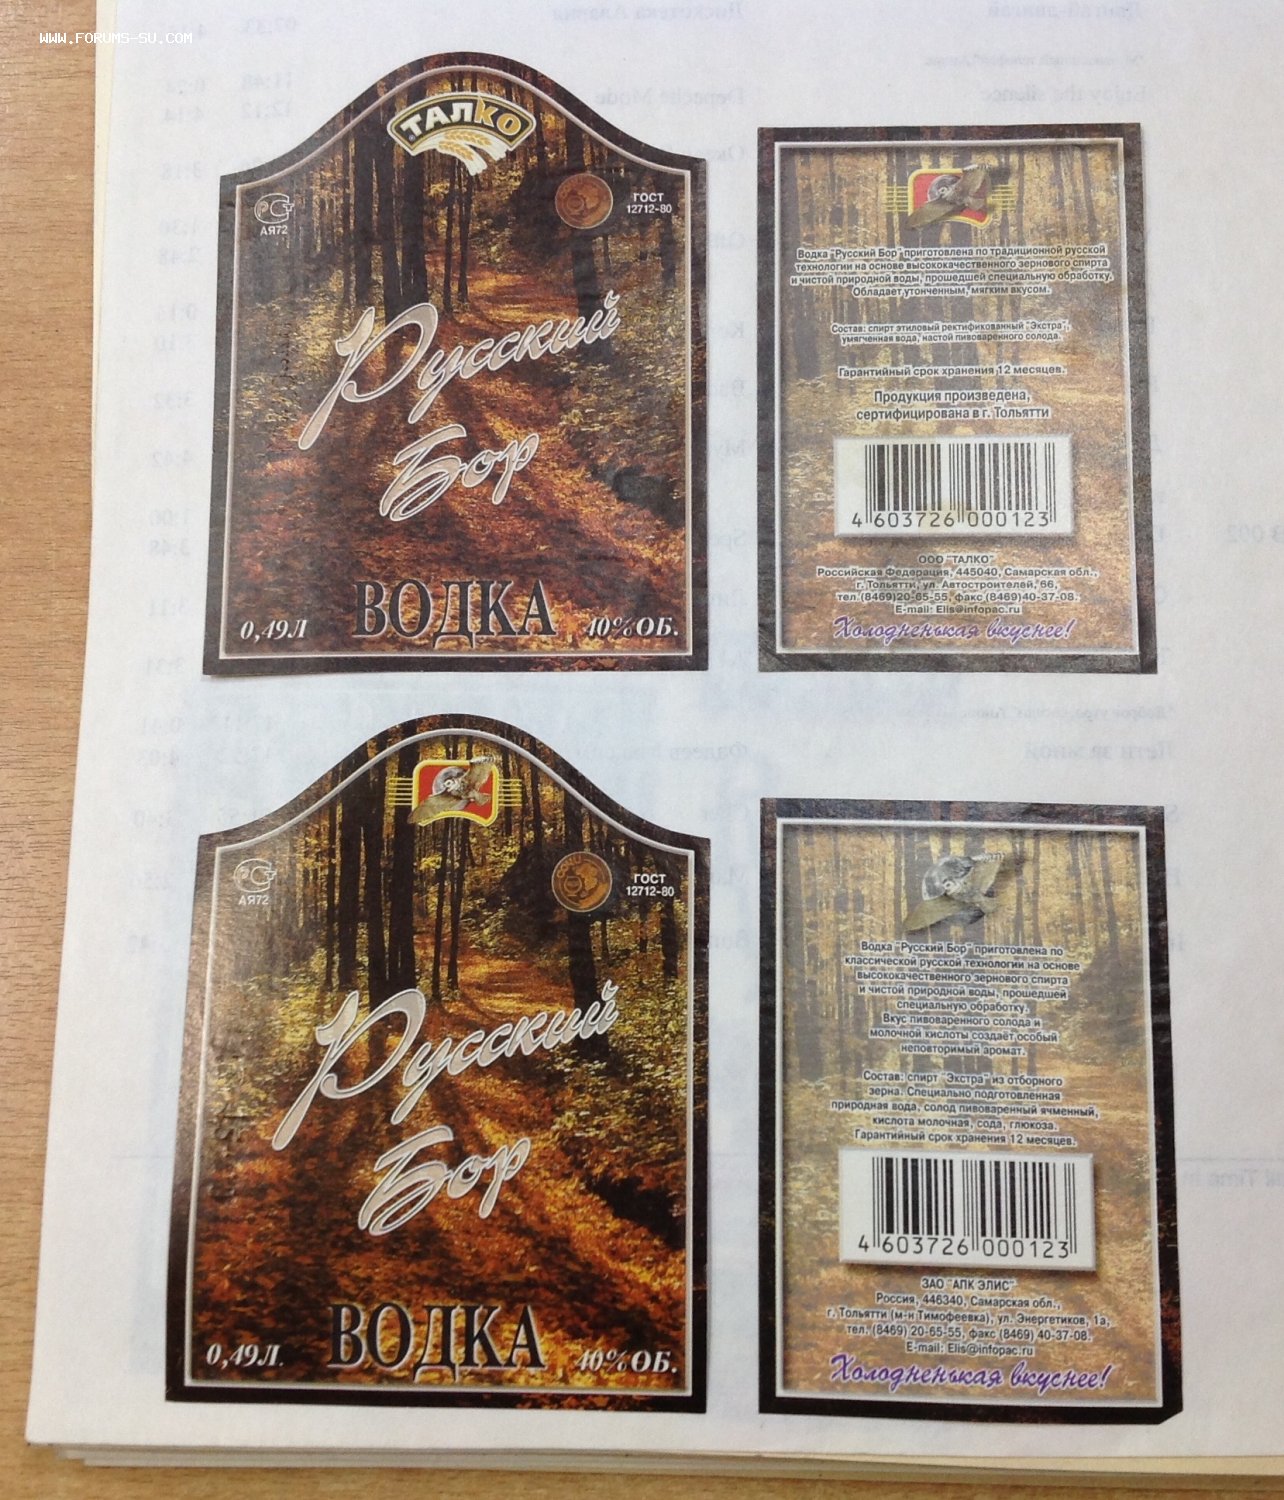 WWW.FORUMS-SU.COM
ТАЛКО
РСТ
АЯ72
ГОСТ
12712-80
Русский
Бор
ВОДКА
0,49Л
40%ОБ.
Водка "Русский Бор" приготовлена по традиционной русской
технологии на основе высококачественного зернового спирта
и чистой природной воды, прошедшей специальную обработку.
Обладает утонченным, мягким вкусом.
Состав: спирт этиловый ректификованный "Экстра",
умягченная вода, настой пивоваренного солода.
Гарантийный срок хранения 12 месяцев.
Продукция произведена,
сертифицирована в г. Тольятти
4 603726 000123
ООО "ТАЛКО"
Российская Федерация, 445040, Самарская обл.,
г. Тольятти, ул. Автостроителей, 66,
тел.(8469)20-65-55, факс (8469)40-37-08.
E-mail: Elis@infopac.ru
Холодненькая вкуснее!
РСТ
АЯ72
ГОСТ
12712-80
Русский
Бор
ВОДКА
0,49Л.
40%ОБ.
Водка "Русский Бор" приготовлена по
классической русской технологии на основе
высококачественного зернового спирта
и чистой природной воды, прошедшей
специальную обработку.
Вкус пивоваренного солода и
молочной кислоты создаёт особый
неповторимый аромат.
Состав: спирт "Экстра" из отборного
зерна. Специально подготовленная
природная вода, солод пивоваренный ячменный,
кислота молочная, сода, глюкоза.
Гарантийный срок хранения 12 месяцев.
4 603726 000123
ЗАО "АПК ЭЛИС"
Россия, 446340, Самарская обл.,
г. Тольятти (м-н Тимофеевка), ул. Энергетиков, 1а,
тел. (8469) 20-65-55, факс (8469) 40-37-08.
E-mail: Elis@infopac.ru
Холодненькая вкуснее!